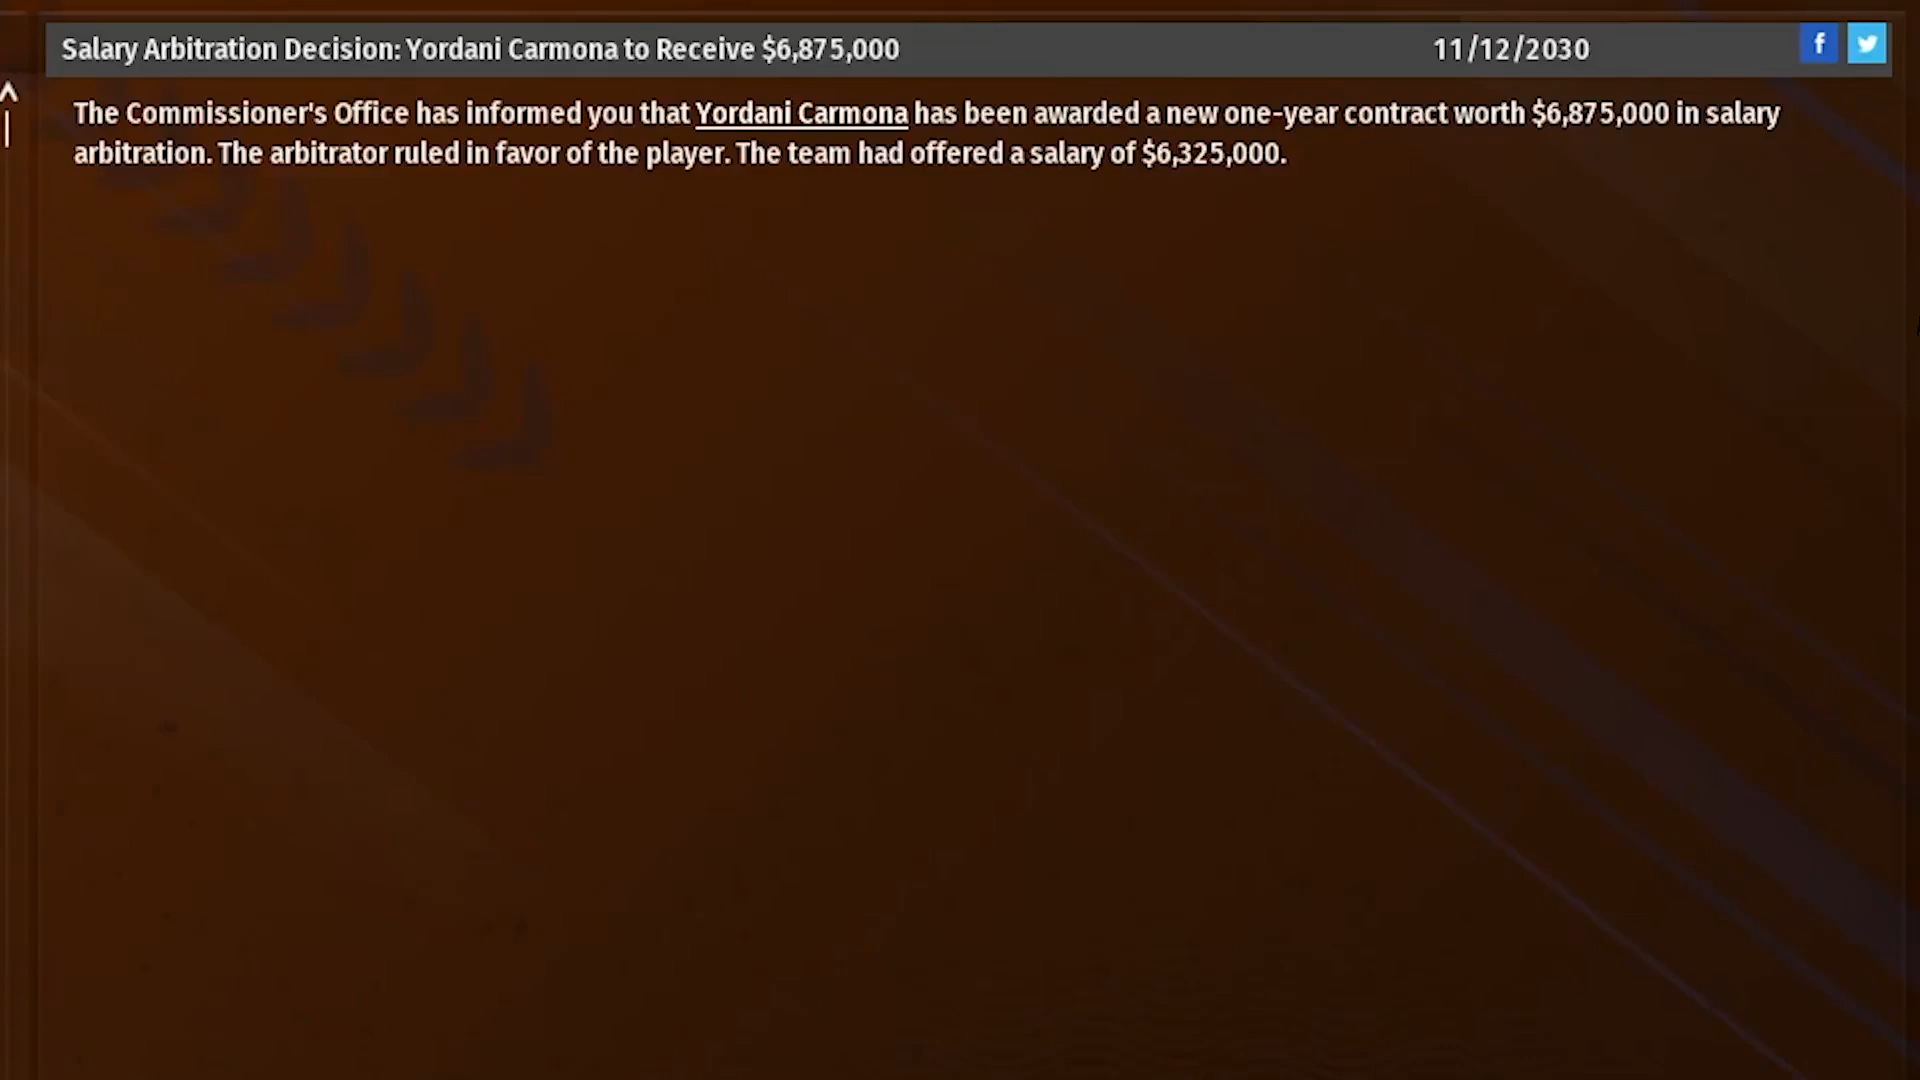 Salary Arbitration Decision: Yordani Carmona to Receive $6,875,000 11/12/2030
The Commissioner's Office has informed you that Yordani Carmona has been awarded a new one-year contract worth $6,875,000 in salary
arbitration. The arbitrator ruled in favor of the player. The team had offered a salary of $6,325,000.